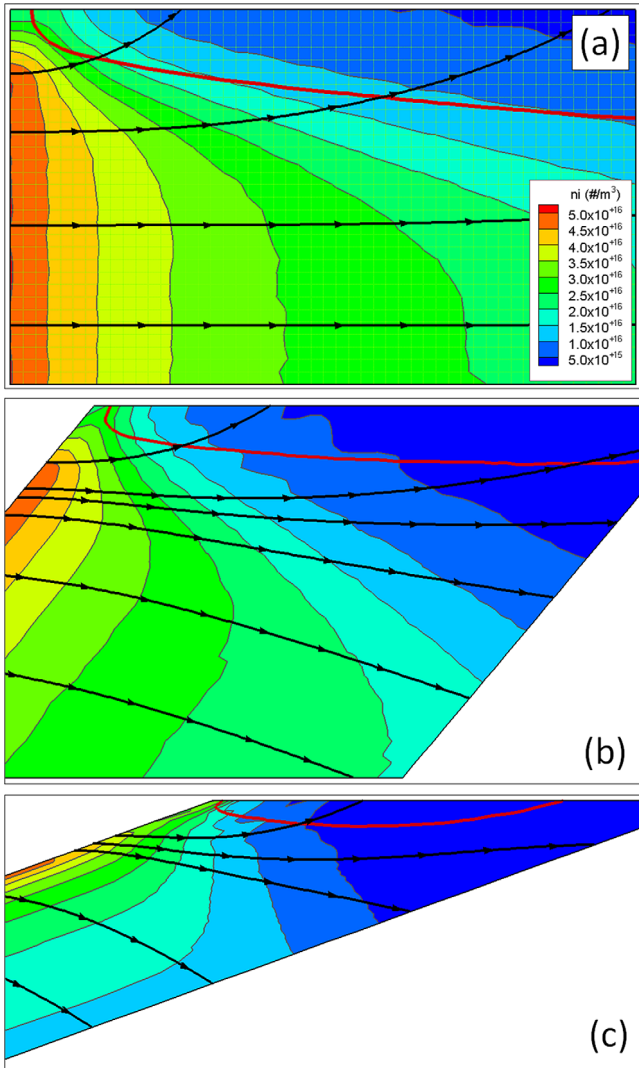 (a)
ni (#/m³)
5.0x10⁺¹⁶
4.5x10⁺¹⁶
4.0x10⁺¹⁶
3.5x10⁺¹⁶
3.0x10⁺¹⁶
2.5x10⁺¹⁶
2.0x10⁺¹⁶
1.5x10⁺¹⁶
1.0x10⁺¹⁶
5.0x10⁺¹⁵
(b)
(c)